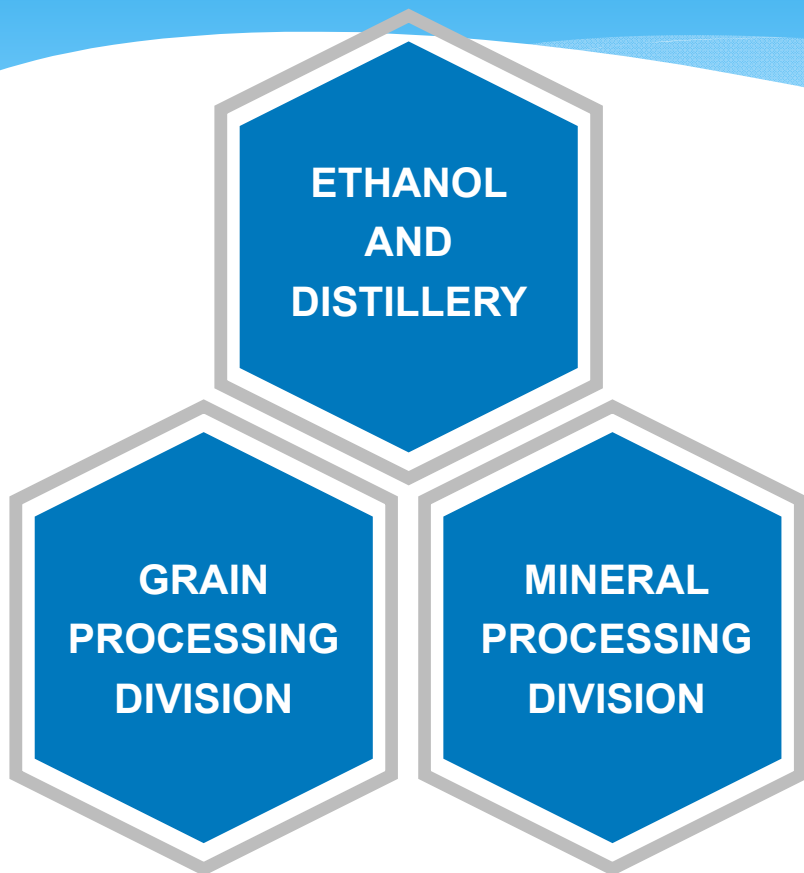 ETHANOL
AND
DISTILLERY
GRAIN
PROCESSING
DIVISION
MINERAL
PROCESSING
DIVISION